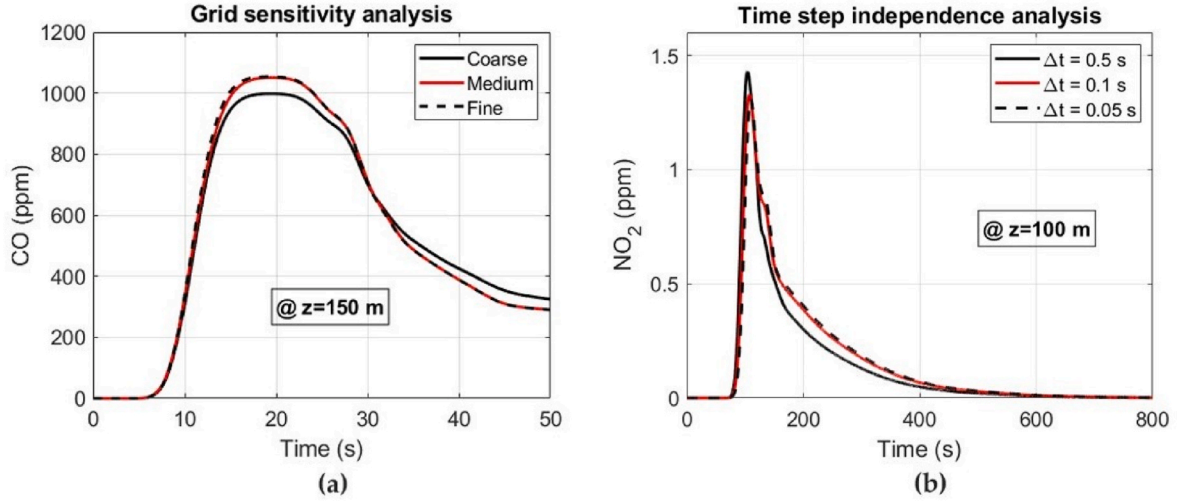 Grid sensitivity analysis
1200
1000
800
600
400
200
0
CO (ppm)
Coarse
Medium
Fine
@ z=150 m
0 10 20 30 40 50
Time (s)
(a)
Time step independence analysis
1.5
1
0.5
0
NO₂ (ppm)
Δt = 0.5 s
Δt = 0.1 s
Δt = 0.05 s
@ z=100 m
0 200 400 600 800
Time (s)
(b)